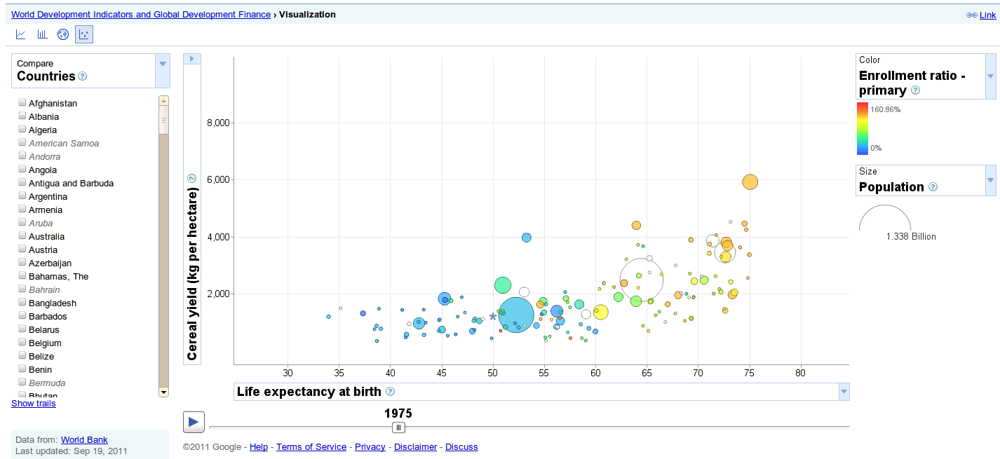 World Development Indicators and Global Development Finance › Visualization
Link
Compare
Countries ?
Afghanistan
Albania
Algeria
American Samoa
Andorra
Angola
Antigua and Barbuda
Argentina
Armenia
Aruba
Australia
Austria
Azerbaijan
Bahamas, The
Bahrain
Bangladesh
Barbados
Belarus
Belgium
Belize
Benin
Bermuda
Bhutan
Show trails
Data from: World Bank
Last updated: Sep 19, 2011
Cereal yield (kg per hectare) ?
8,000
6,000
4,000
2,000
30 35 40 45 50 55 60 65 70 75 80
Life expectancy at birth ?
1975
©2011 Google - Help - Terms of Service - Privacy - Disclaimer - Discuss
Color
Enrollment ratio -
primary ?
160.86%
0%
Size
Population ?
1.338 Billion